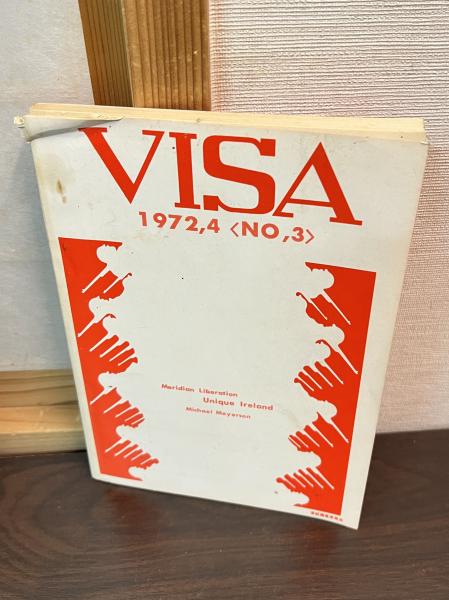 VISA
1972,4 〈NO,3〉
Meridian Liberation
Unique Ireland
Michael Meyerson